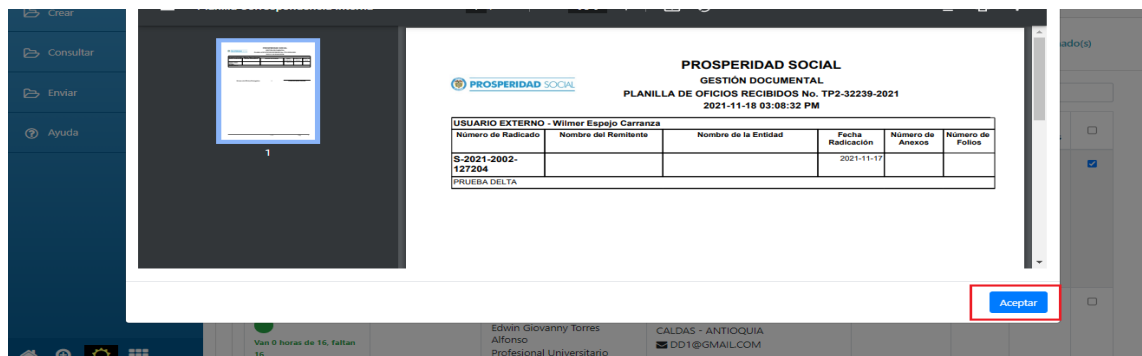 Crear
Consultar
Enviar
Ayuda
1
PROSPERIDAD SOCIAL
PROSPERIDAD SOCIAL
GESTIÓN DOCUMENTAL
PLANILLA DE OFICIOS RECIBIDOS No. TP2-32239-2021
2021-11-18 03:08:32 PM
USUARIO EXTERNO - Wilmer Espejo Carranza
Número de Radicado Nombre del Remitente Nombre de la Entidad Fecha Radicación Número de Anexos Número de Folios
S-2021-2002-
127204
2021-11-17
PRUEBA DELTA
Aceptar
ado(s)
Van 0 horas de 16, faltan
16
Edwin Giovanny Torres
Alfonso
Profesional Universitario
CALDAS - ANTIOQUIA
DD1@GMAIL.COM